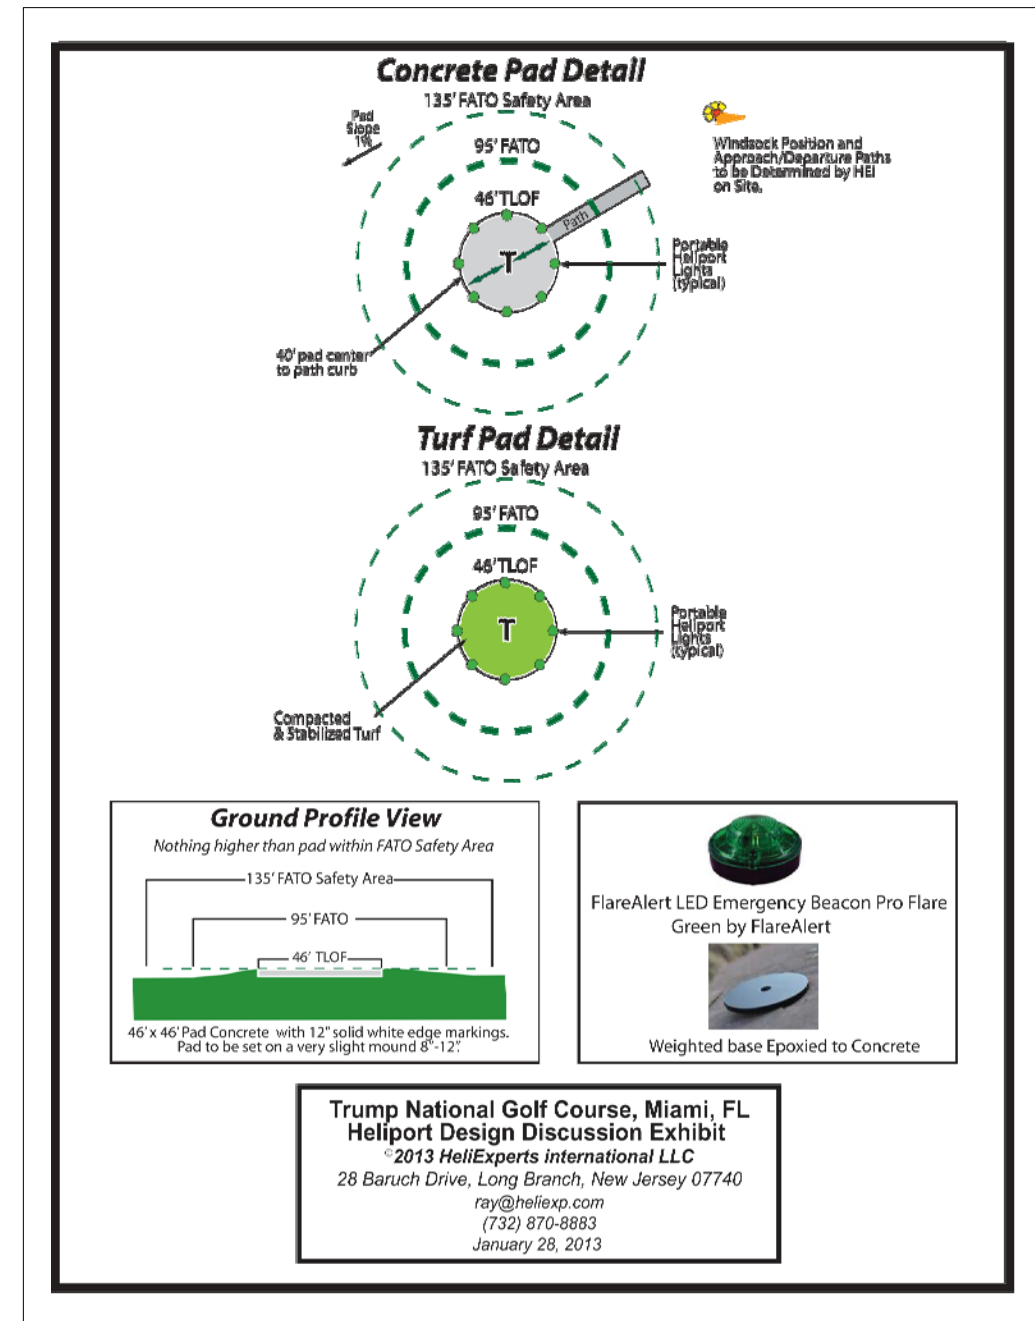 Concrete Pad Detail
135' FATO Safety Area
Pad
Slope
1%
95' FATO
Windsock Position and
Approach/Departure Paths
to be Determined by HEI
on Site.
46' TLOF
Path
T
Portable
Heliport
Lights
(typical)
40' pad center
to path curb
Turf Pad Detail
135' FATO Safety Area
95' FATO
46' TLOF
T
Portable
Heliport
Lights
(typical)
Compacted
& Stabilized Turf
Ground Profile View
Nothing higher than pad within FATO Safety Area
135' FATO Safety Area
95' FATO
46' TLOF
46' x 46' Pad Concrete with 12" solid white edge markings.
Pad to be set on a very slight mound 8"-12".
FlareAlert LED Emergency Beacon Pro Flare
Green by FlareAlert
Weighted base Epoxied to Concrete
Trump National Golf Course, Miami, FL
Heliport Design Discussion Exhibit
©2013 HeliExperts international LLC
28 Baruch Drive, Long Branch, New Jersey 07740
ray@heliexp.com
(732) 870-8883
January 28, 2013